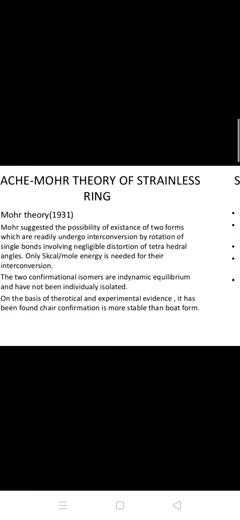 ACHE-MOHR THEORY OF STRAINLESS
RING
Mohr theory(1931)
Mohr suggested the possibility of existance of two forms
which are readily undergo interconversion by rotation of
single bonds involving negligible distortion of tetra hedral
angles. Only 5kcal/mole energy is needed for their
interconversion.
The two confirmational isomers are indynamic equilibrium
and have not been individualy isolated.
On the basis of therotical and experimental evidence , it has
been found chair confirmation is more stable than boat form.
S